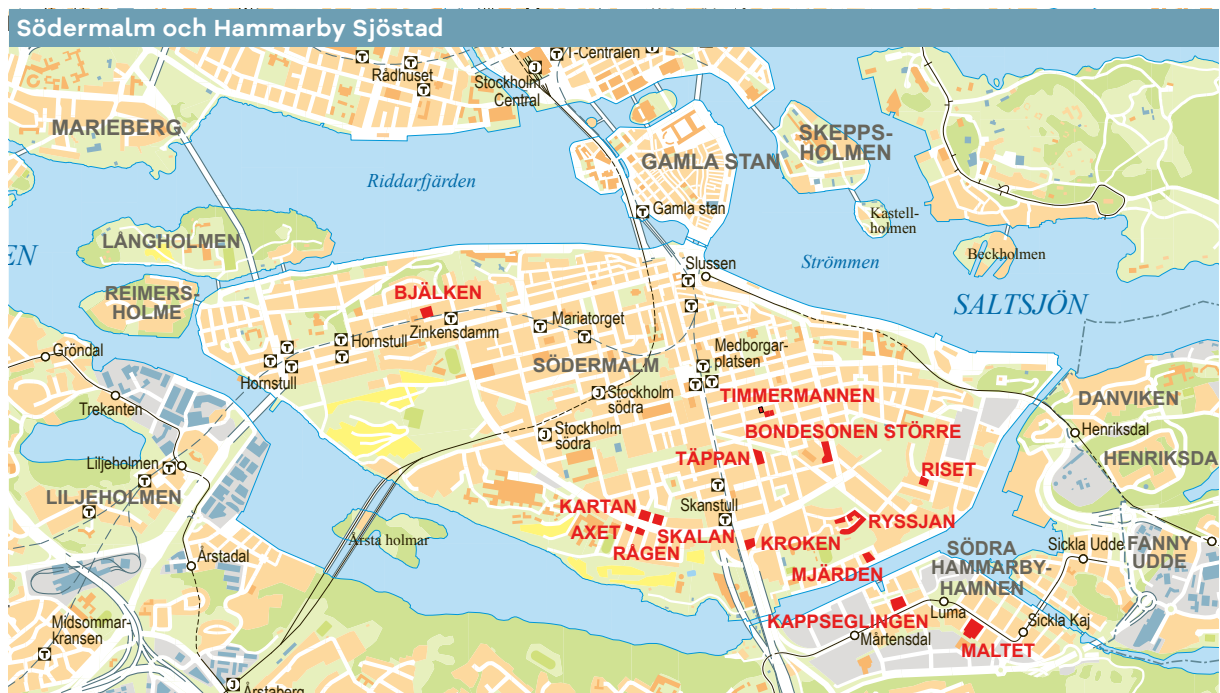 Södermalm och Hammarby Sjöstad
T-Centralen
Rådhuset
Stockholm
Central
MARIEBERG
SKEPPS-
HOLMEN
GAMLA STAN
Riddarfjärden
Gamla stan
Kastell-
holmen
LÅNGHOLMEN
Beckholmen
EN
Strömmen
Slussen
REIMERS-
HOLME
BJÄLKEN
SALTSJÖN
Zinkensdamm
Mariatorget
Hornstull
Gröndal
Medborgar-
platsen
SÖDERMALM
Hornstull
Stockholm
södra
TIMMERMANNEN
DANVIKEN
Trekanten
Stockholm
södra
BONDESONEN STÖRRE
Henriksdal
TÄPPAN
HENRIKSDA
Liljeholmen
RISET
LILJEHOLMEN
Skanstull
KARTAN
RYSSJAN
AXET
SKALAN
RÅGEN
KROKEN
Årsta holmar
SÖDRA
HAMMARBY-
HAMNEN
Sickla Udde
FANNY
UDDE
Årstadal
MJÄRDEN
Luma
KAPPSEGLINGEN
Sickla Kaj
Midsommar-
kransen
Mårtensdal
MALTET
Årstaberg